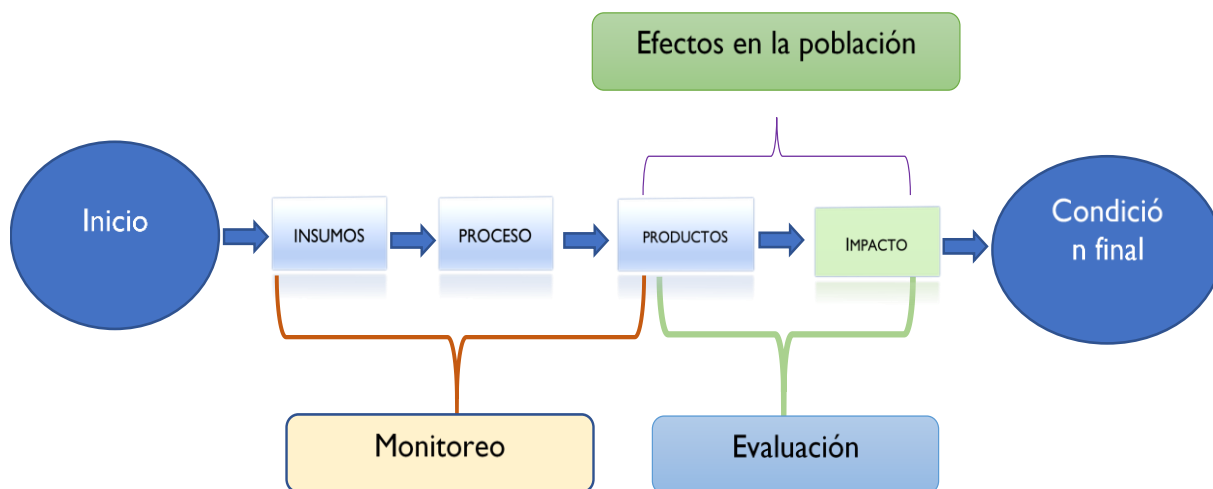 Efectos en la población
Inicio
INSUMOS
PROCESO
PRODUCTOS
IMPACTO
Condició
n final
Monitoreo
Evaluación